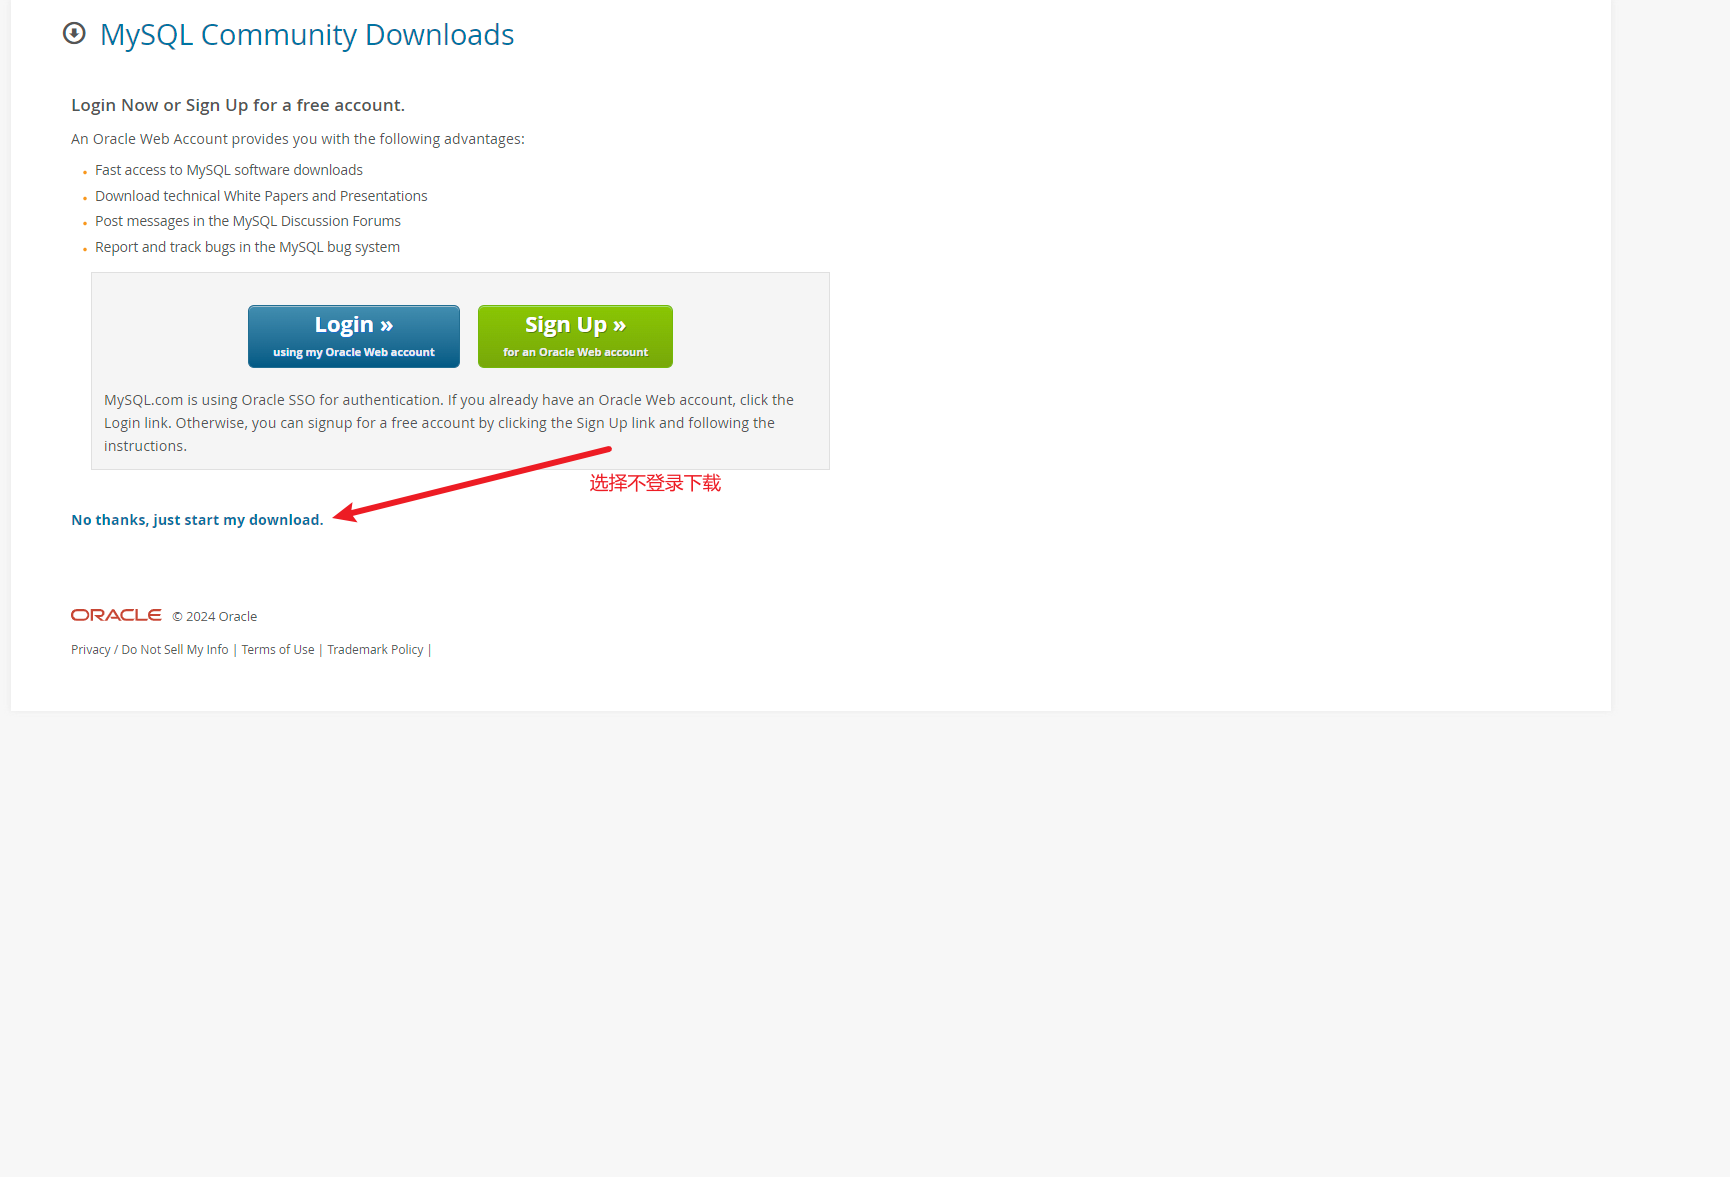 MySQL Community Downloads
Login Now or Sign Up for a free account.
An Oracle Web Account provides you with the following advantages:
Fast access to MySQL software downloads
Download technical White Papers and Presentations
Post messages in the MySQL Discussion Forums
Report and track bugs in the MySQL bug system
Login »
using my Oracle Web account
Sign Up »
for an Oracle Web account
MySQL.com is using Oracle SSO for authentication. If you already have an Oracle Web account, click the
Login link. Otherwise, you can signup for a free account by clicking the Sign Up link and following the
instructions.
选择不登录下载
No thanks, just start my download.
ORACLE © 2024 Oracle
Privacy / Do Not Sell My Info | Terms of Use | Trademark Policy |